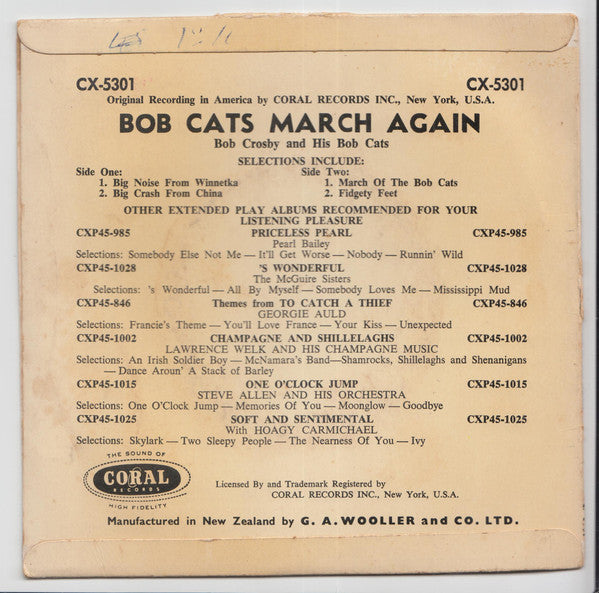 CX-5301 CX-5301
Original Recording in America by CORAL RECORDS INC., New York, U.S.A.
BOB CATS MARCH AGAIN
Bob Crosby and His Bob Cats
SELECTIONS INCLUDE:
Side One: Side Two:
1. Big Noise From Winnetka 1. March Of The Bob Cats
2. Big Crash From China 2. Fidgety Feet
OTHER EXTENDED PLAY ALBUMS RECOMMENDED FOR YOUR
LISTENING PLEASURE
CXP45-985 PRICELESS PEARL CXP45-985
Pearl Bailey
Selections: Somebody Else Not Me — It'll Get Worse — Nobody — Runnin' Wild
CXP45-1028 'S WONDERFUL CXP45-1028
The McGuire Sisters
Selections: 's Wonderful — All By Myself — Somebody Loves Me — Mississippi Mud
CXP45-846 Themes from TO CATCH A THIEF CXP45-846
GEORGIE AULD
Selections: Francie's Theme — You'll Love France — Your Kiss — Unexpected
CXP45-1002 CHAMPAGNE AND SHILLELAGHS CXP45-1002
LAWRENCE WELK AND HIS CHAMPAGNE MUSIC
Selections: An Irish Soldier Boy — McNamara's Band—Shamrocks, Shillelaghs and Shenanigans
— Dance Aroun' A Stack of Barley
CXP45-1015 ONE O'CLOCK JUMP CXP45-1015
STEVE ALLEN AND HIS ORCHESTRA
Selections: One O'Clock Jump — Memories Of You — Moonglow — Goodbye
CXP45-1025 SOFT AND SENTIMENTAL CXP45-1025
With HOAGY CARMICHAEL
Selections: Skylark — Two Sleepy People — The Nearness Of You — Ivy
THE SOUND OF
CORAL
RECORDS
HIGH FIDELITY
Licensed By and Trademark Registered by
CORAL RECORDS INC., New York, U.S.A.
Manufactured in New Zealand by G. A. WOOLLER and CO. LTD.